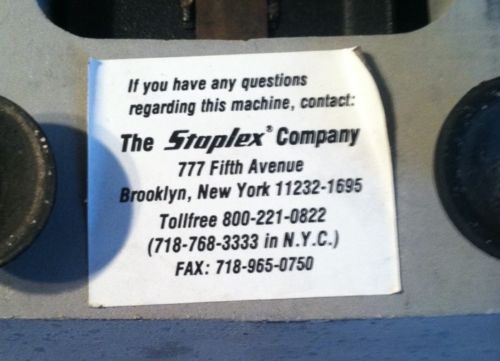 If you have any questions
regarding this machine, contact:
The Staplex® Company
777 Fifth Avenue
Brooklyn, New York 11232-1695
Tollfree 800-221-0822
(718-768-3333 in N.Y.C.)
FAX: 718-965-0750